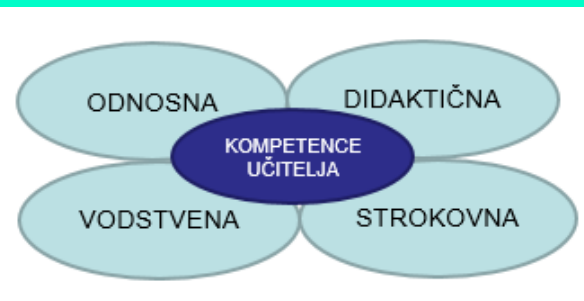 ODNOSNA
DIDAKTIČNA
KOMPETENCE
UČITELJA
VODSTVENA
STROKOVNA